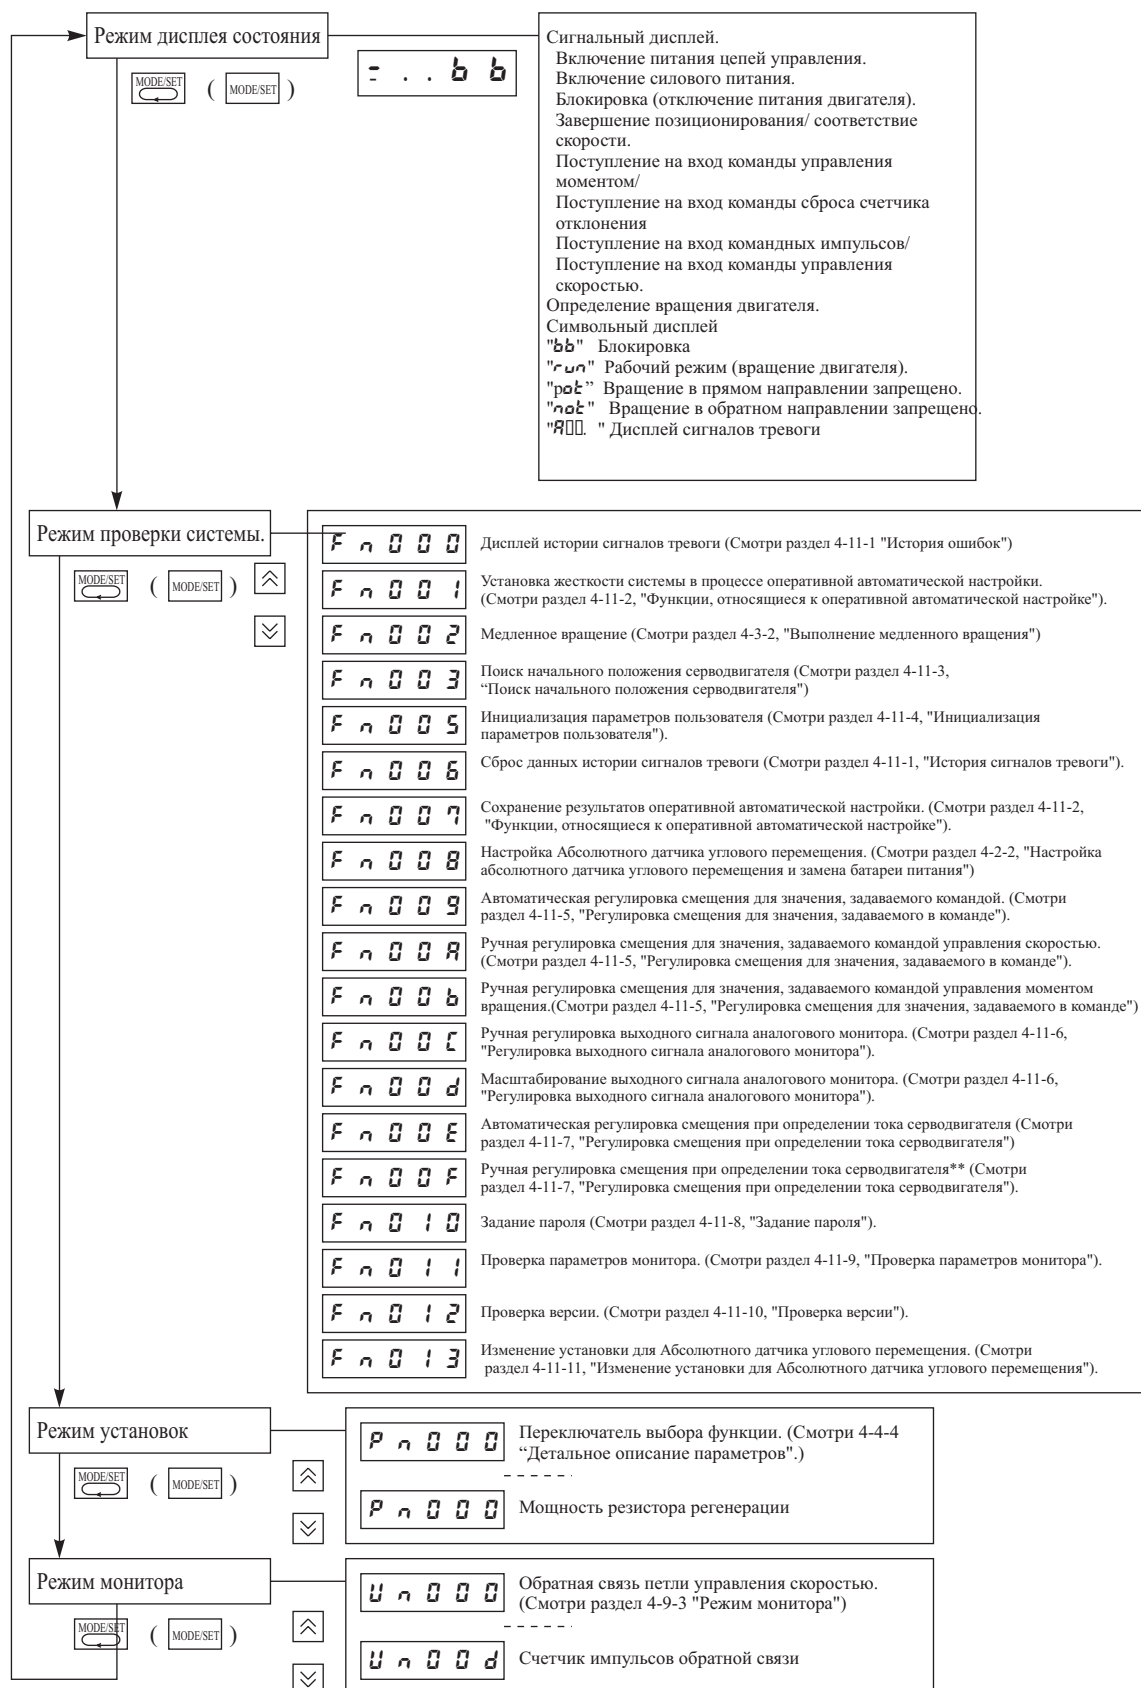 Режим дисплея состояния
MODE/SET ( MODE/SET )
=. . . b b
Сигнальный дисплей.
Включение питания цепей управления.
Включение силового питания.
Блокировка (отключение питания двигателя).
Завершение позиционирования/ соответствие
скорости.
Поступление на вход команды управления
моментом/
Поступление на вход команды сброса счетчика
отклонения
Поступление на вход командных импульсов/
Поступление на вход команды управления
скоростью.
Определение вращения двигателя.
Символьный дисплей
"bb" Блокировка
"run" Рабочий режим (вращение двигателя).
"pot” Вращение в прямом направлении запрещено.
"not" Вращение в обратном направлении запрещено.
"A▯▯. " Дисплей сигналов тревоги
Режим проверки системы.
MODE/SET ( MODE/SET )
Fn000 Дисплей истории сигналов тревоги (Смотри раздел 4-11-1 "История ошибок")
Fn001 Установка жесткости системы в процессе оперативной автоматической настройки.
(Смотри раздел 4-11-2, "Функции, относящиеся к оперативной автоматической настройке").
Fn002 Медленное вращение (Смотри раздел 4-3-2, "Выполнение медленного вращения")
Fn003 Поиск начального положения серводвигателя (Смотри раздел 4-11-3,
“Поиск начального положения серводвигателя")
Fn005 Инициализация параметров пользователя (Смотри раздел 4-11-4, "Инициализация
параметров пользователя").
Fn006 Сброс данных истории сигналов тревоги (Смотри раздел 4-11-1, "История сигналов тревоги").
Fn007 Сохранение результатов оперативной автоматической настройки. (Смотри раздел 4-11-2,
"Функции, относящиеся к оперативной автоматической настройке").
Fn008 Настройка Абсолютного датчика углового перемещения. (Смотри раздел 4-2-2, "Настройка
абсолютного датчика углового перемещения и замена батареи питания")
Fn009 Автоматическая регулировка смещения для значения, задаваемого командой. (Смотри
раздел 4-11-5, "Регулировка смещения для значения, задаваемого в команде").
Fn00A Ручная регулировка смещения для значения, задаваемого командой управления скоростью.
(Смотри раздел 4-11-5, "Регулировка смещения для значения, задаваемого в команде").
Fn00b Ручная регулировка смещения для значения, задаваемого командой управления моментом
вращения.(Смотри раздел 4-11-5, "Регулировка смещения для значения, задаваемого в команде")
Fn00C Ручная регулировка выходного сигнала аналогового монитора. (Смотри раздел 4-11-6,
"Регулировка выходного сигнала аналогового монитора").
Fn00d Масштабирование выходного сигнала аналогового монитора. (Смотри раздел 4-11-6,
"Регулировка выходного сигнала аналогового монитора").
Fn00E Автоматическая регулировка смещения при определении тока серводвигателя (Смотри
раздел 4-11-7, "Регулировка смещения при определении тока серводвигателя")
Fn00F Ручная регулировка смещения при определении тока серводвигателя** (Смотри
раздел 4-11-7, "Регулировка смещения при определении тока серводвигателя").
Fn010 Задание пароля (Смотри раздел 4-11-8, "Задание пароля").
Fn011 Проверка параметров монитора. (Смотри раздел 4-11-9, "Проверка параметров монитора").
Fn012 Проверка версии. (Смотри раздел 4-11-10, "Проверка версии").
Fn013 Изменение установки для Абсолютного датчика углового перемещения. (Смотри
раздел 4-11-11, "Изменение установки для Абсолютного датчика углового перемещения").
Режим установок
MODE/SET ( MODE/SET )
Pn000 Переключатель выбора функции. (Смотри 4-4-4
“Детальное описание параметров".)
Pn000 Мощность резистора регенерации
Режим монитора
MODE/SET ( MODE/SET )
Un000 Обратная связь петли управления скоростью.
(Смотри раздел 4-9-3 "Режим монитора")
Un00d Счетчик импульсов обратной связи